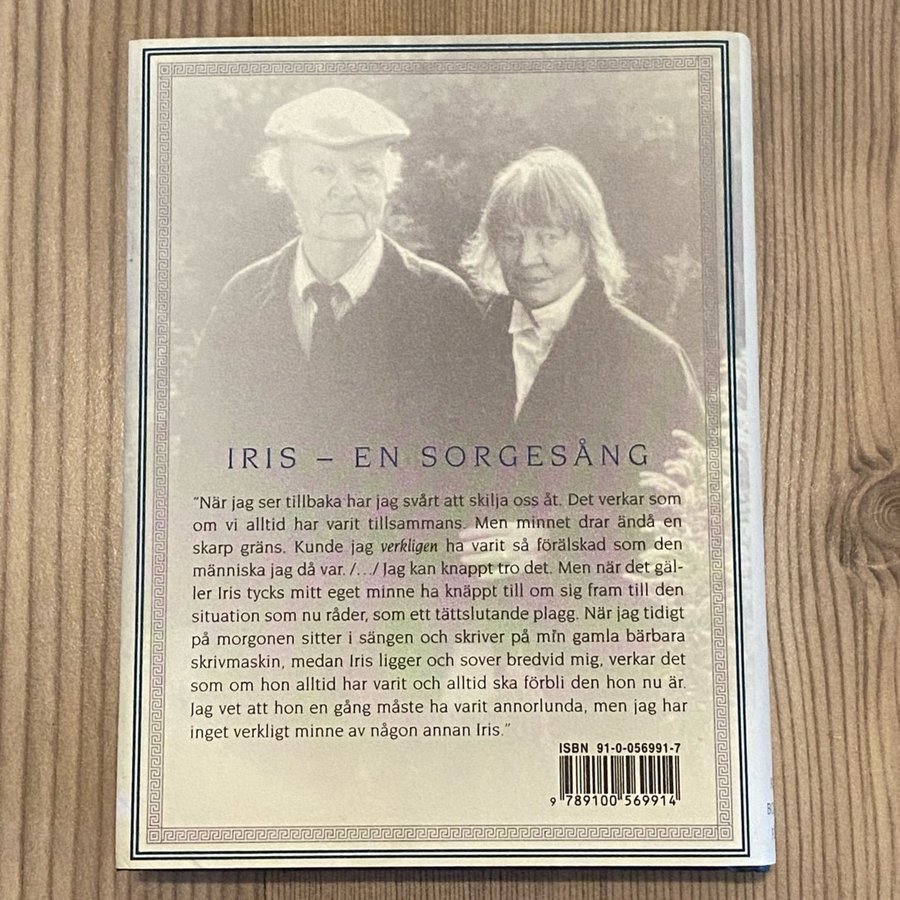 IRIS – EN SORGESÅNG
"När jag ser tillbaka har jag svårt att skilja oss åt. Det verkar som
om vi alltid har varit tillsammans. Men minnet drar ändå en
skarp gräns. Kunde jag verkligen ha varit så förälskad som den
människa jag då var. /.../ Jag kan knappt tro det. Men när det gäl-
ler Iris tycks mitt eget minne ha knäppt till om sig fram till den
situation som nu råder, som ett tättslutande plagg. När jag tidigt
på morgonen sitter i sängen och skriver på min gamla bärbara
skrivmaskin, medan Iris ligger och sover bredvid mig, verkar det
som om hon alltid har varit och alltid ska förbli den hon nu är.
Jag vet att hon en gång måste ha varit annorlunda, men jag har
inget verkligt minne av någon annan Iris."
ISBN 91-0-056991-7
9 789100 569914